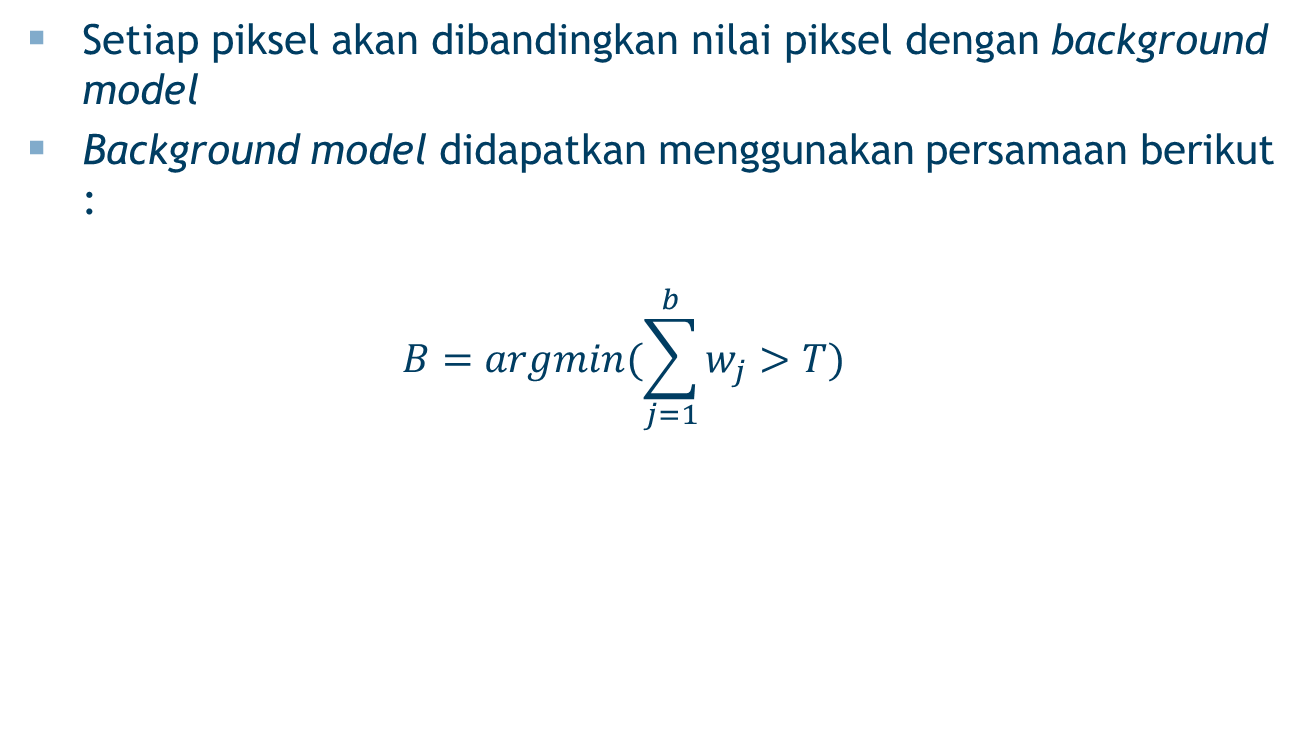 ▪ Setiap piksel akan dibandingkan nilai piksel dengan background
model
▪ Background model didapatkan menggunakan persamaan berikut
:
b
B = argmin(∑ wj > T)
j=1